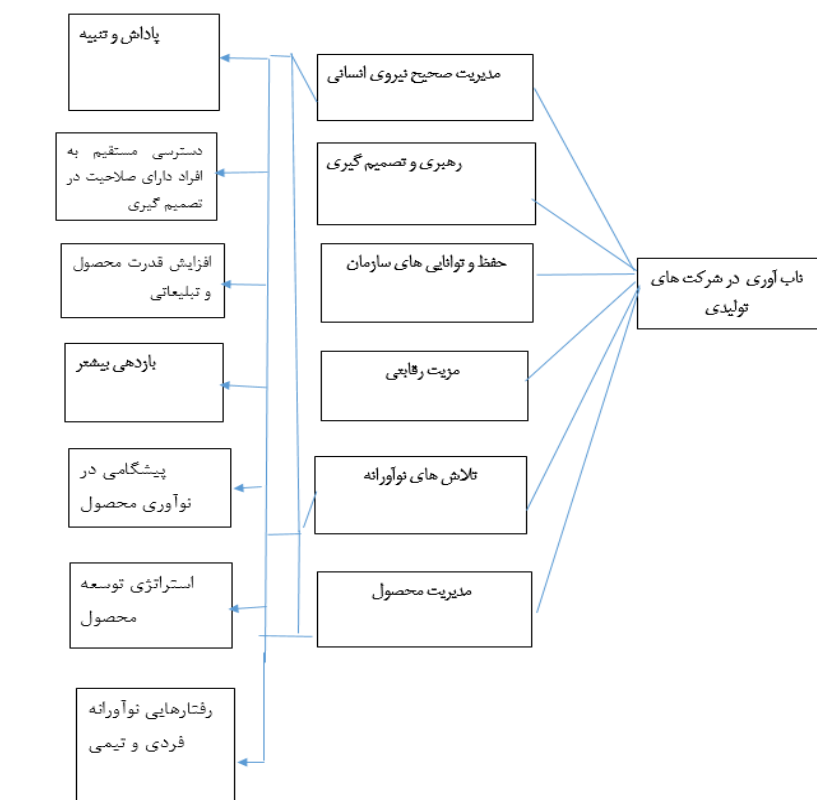 ناب آوری در شرکت های
تولیدی
مدیریت صحیح نیروی انسانی
رهبری و تصمیم گیری
حفظ و توانایی های سازمان
مزیت رقابتی
تلاش های نوآورانه
مدیریت محصول
پاداش و تنبیه
دسترسی مستقیم به
افراد دارای صلاحیت در
تصمیم گیری
افزایش قدرت محصول
و تبلیغاتی
بازدهی بیشتر
پیشگامی در
نوآوری محصول
استراتژی توسعه
محصول
رفتارهایی نوآورانه
فردی و تیمی